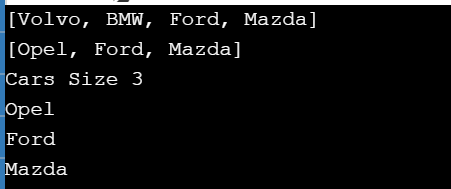 [Volvo, BMW, Ford, Mazda]
[Opel, Ford, Mazda]
Cars Size 3
Opel
Ford
Mazda